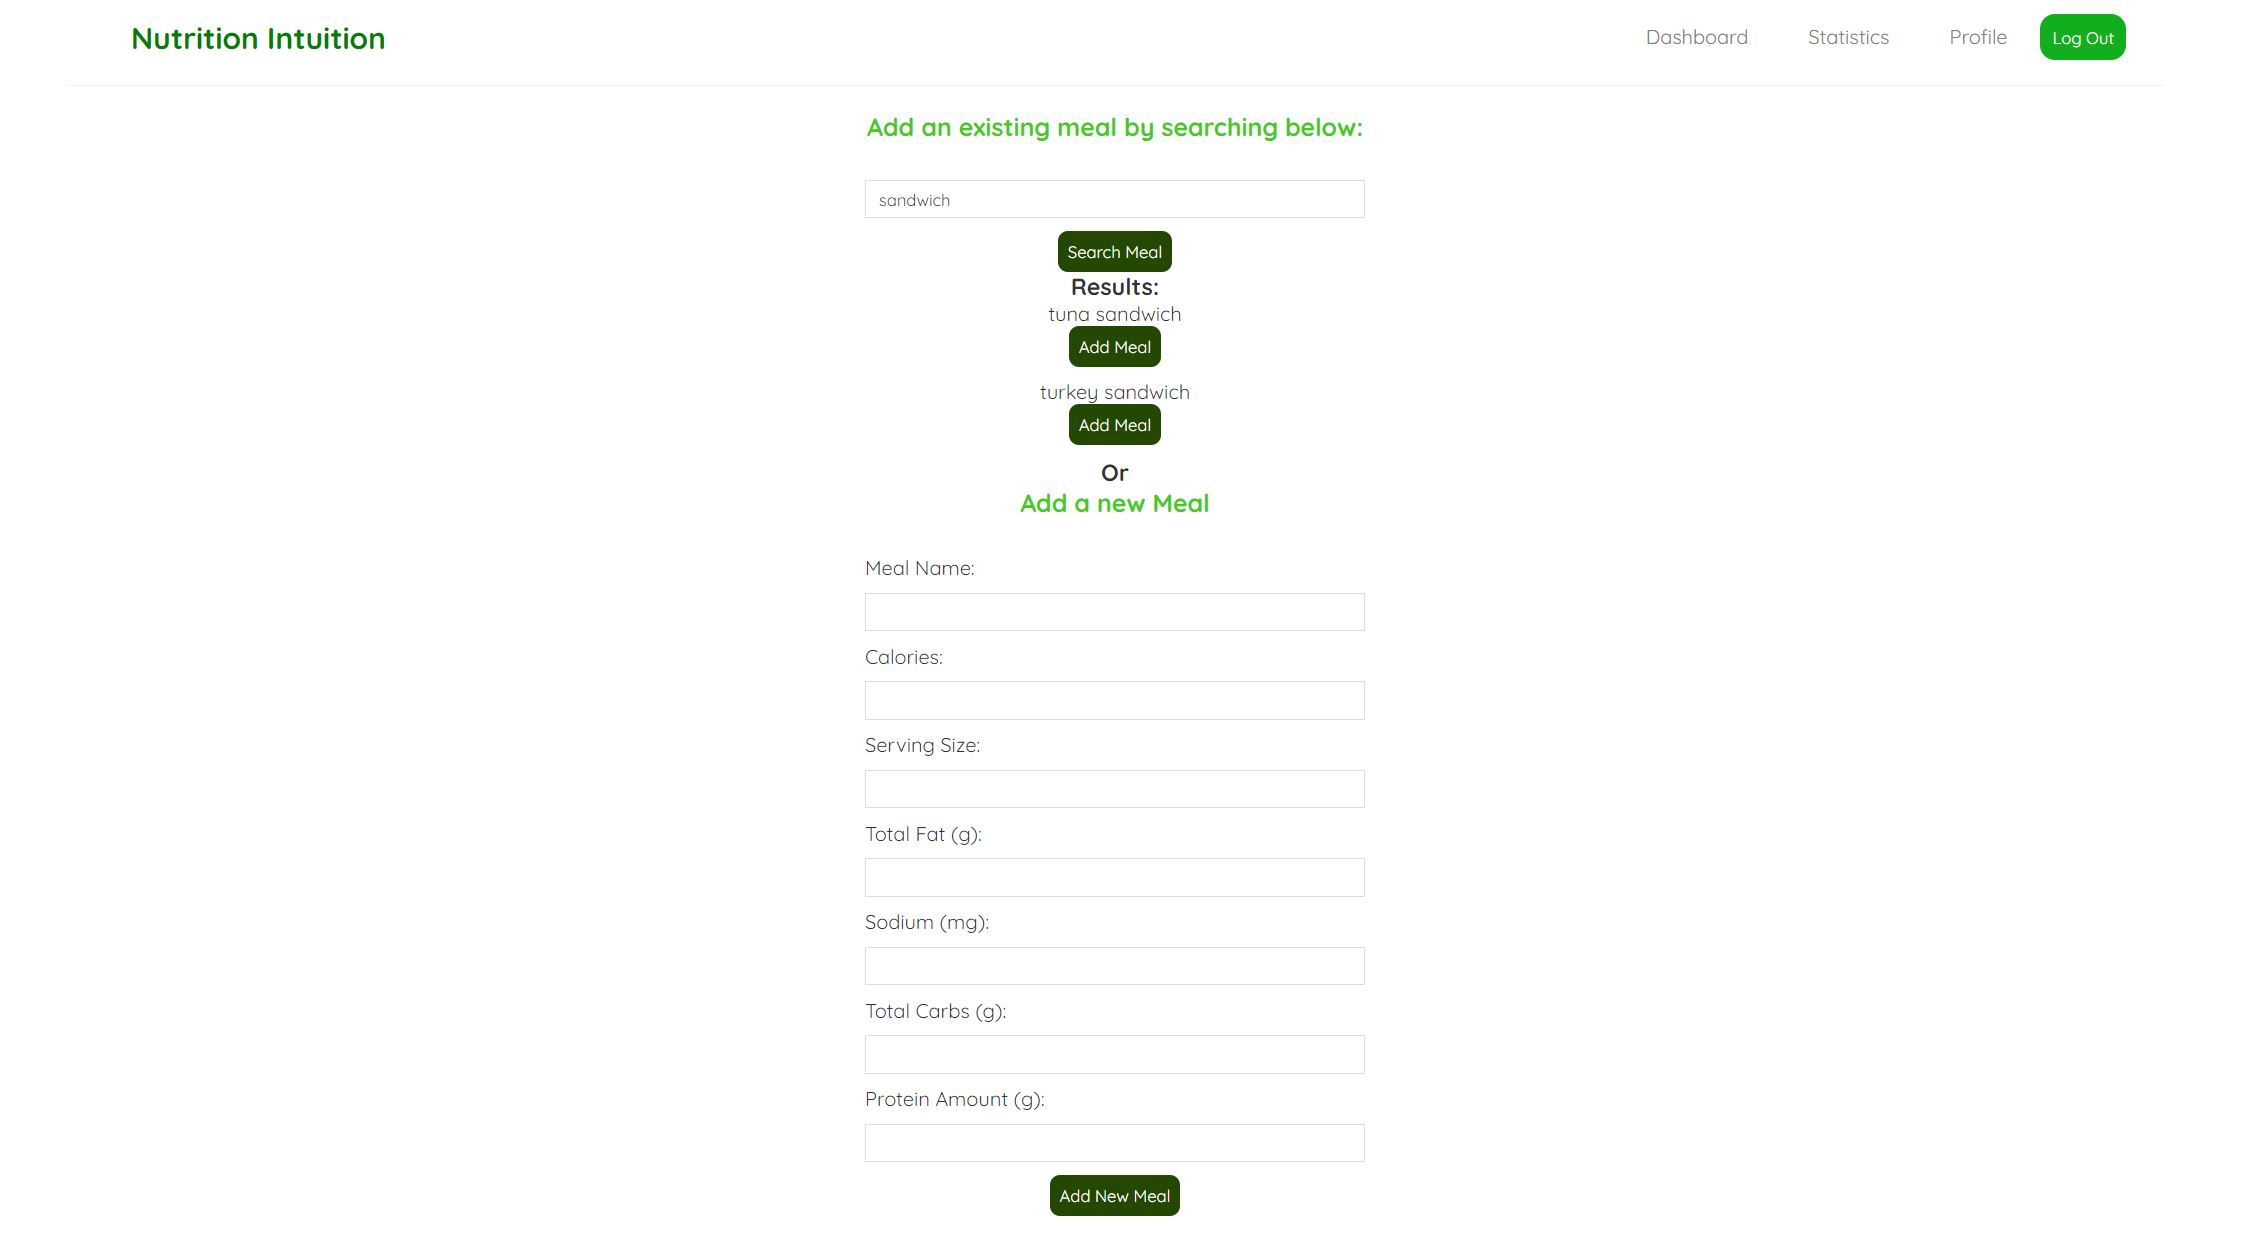 Nutrition Intuition
Dashboard Statistics Profile Log Out
Add an existing meal by searching below:
sandwich
Search Meal
Results:
tuna sandwich
Add Meal
turkey sandwich
Add Meal
Or
Add a new Meal
Meal Name:
Calories:
Serving Size:
Total Fat (g):
Sodium (mg):
Total Carbs (g):
Protein Amount (g):
Add New Meal